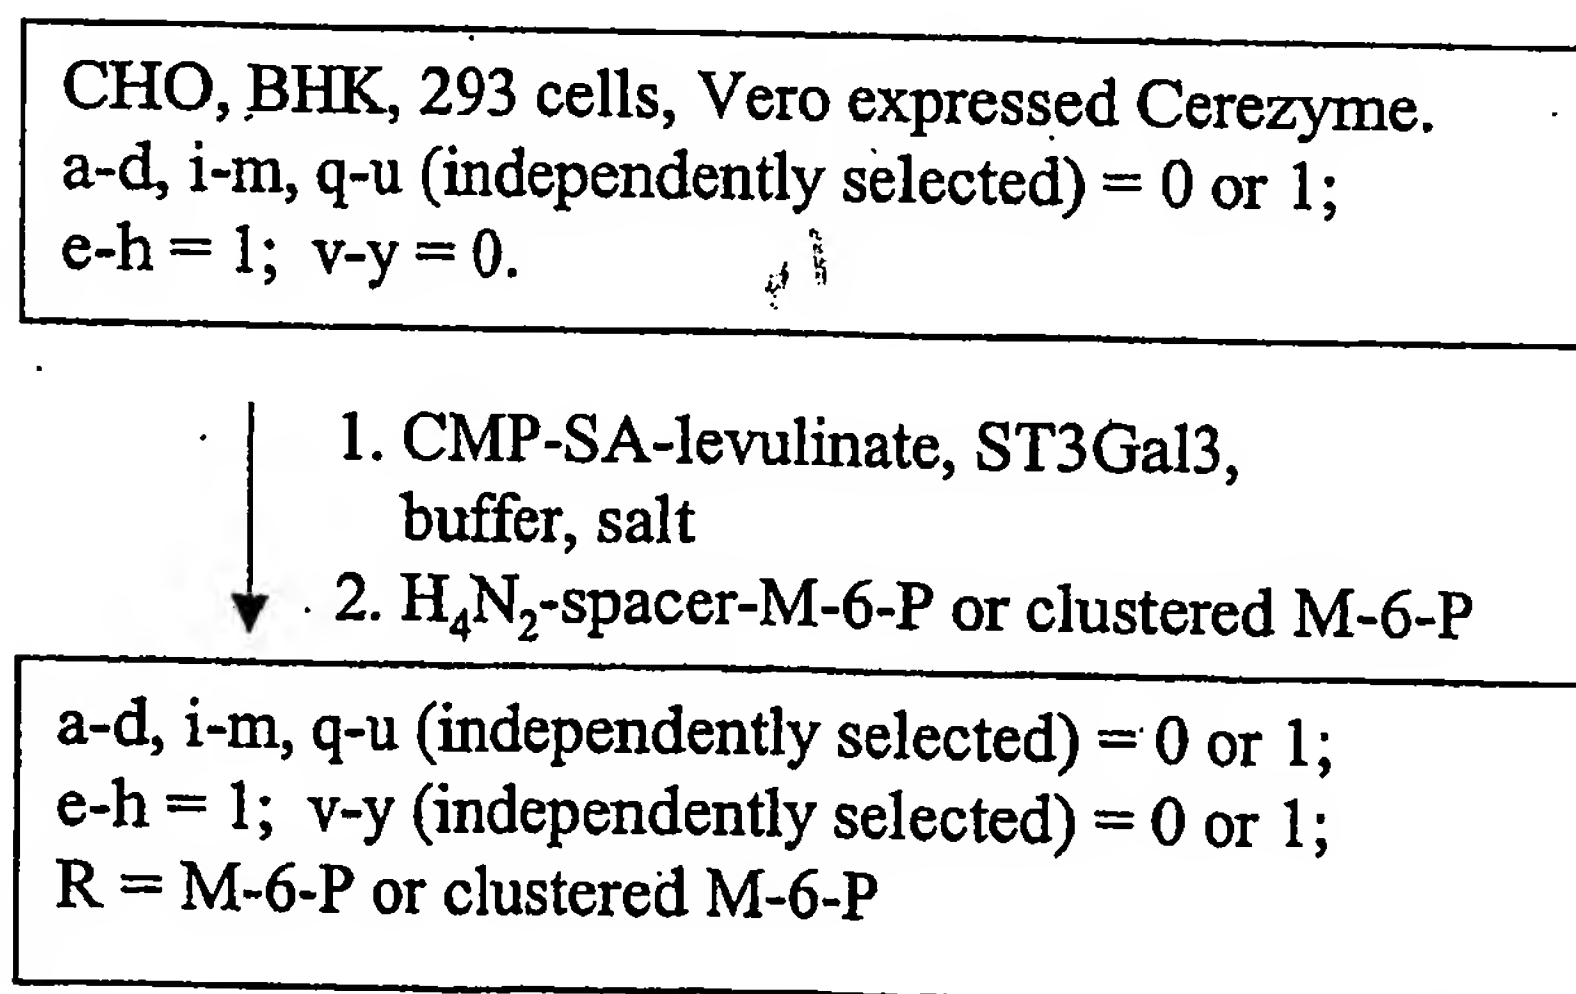 CHO, BHK, 293 cells, Vero expressed Cerezyme.
a-d, i-m, q-u (independently selected) = 0 or 1;
e-h = 1; v-y = 0.
1. CMP-SA-levulinate, ST3Gal3,
buffer, salt
2. H₄N₂-spacer-M-6-P or clustered M-6-P
a-d, i-m, q-u (independently selected) = 0 or 1;
e-h = 1; v-y (independently selected) = 0 or 1;
R = M-6-P or clustered M-6-P